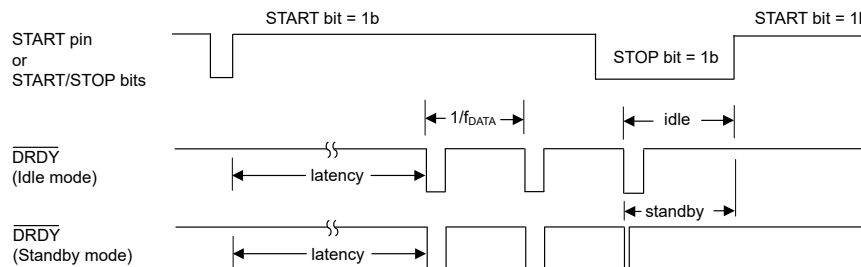 START bit = 1b
START bit = 1b
START pin
or
START/STOP bits
STOP bit = 1b
1/fDATA
idle
DRDY
(Idle mode)
latency
standby
DRDY
(Standby mode)
latency